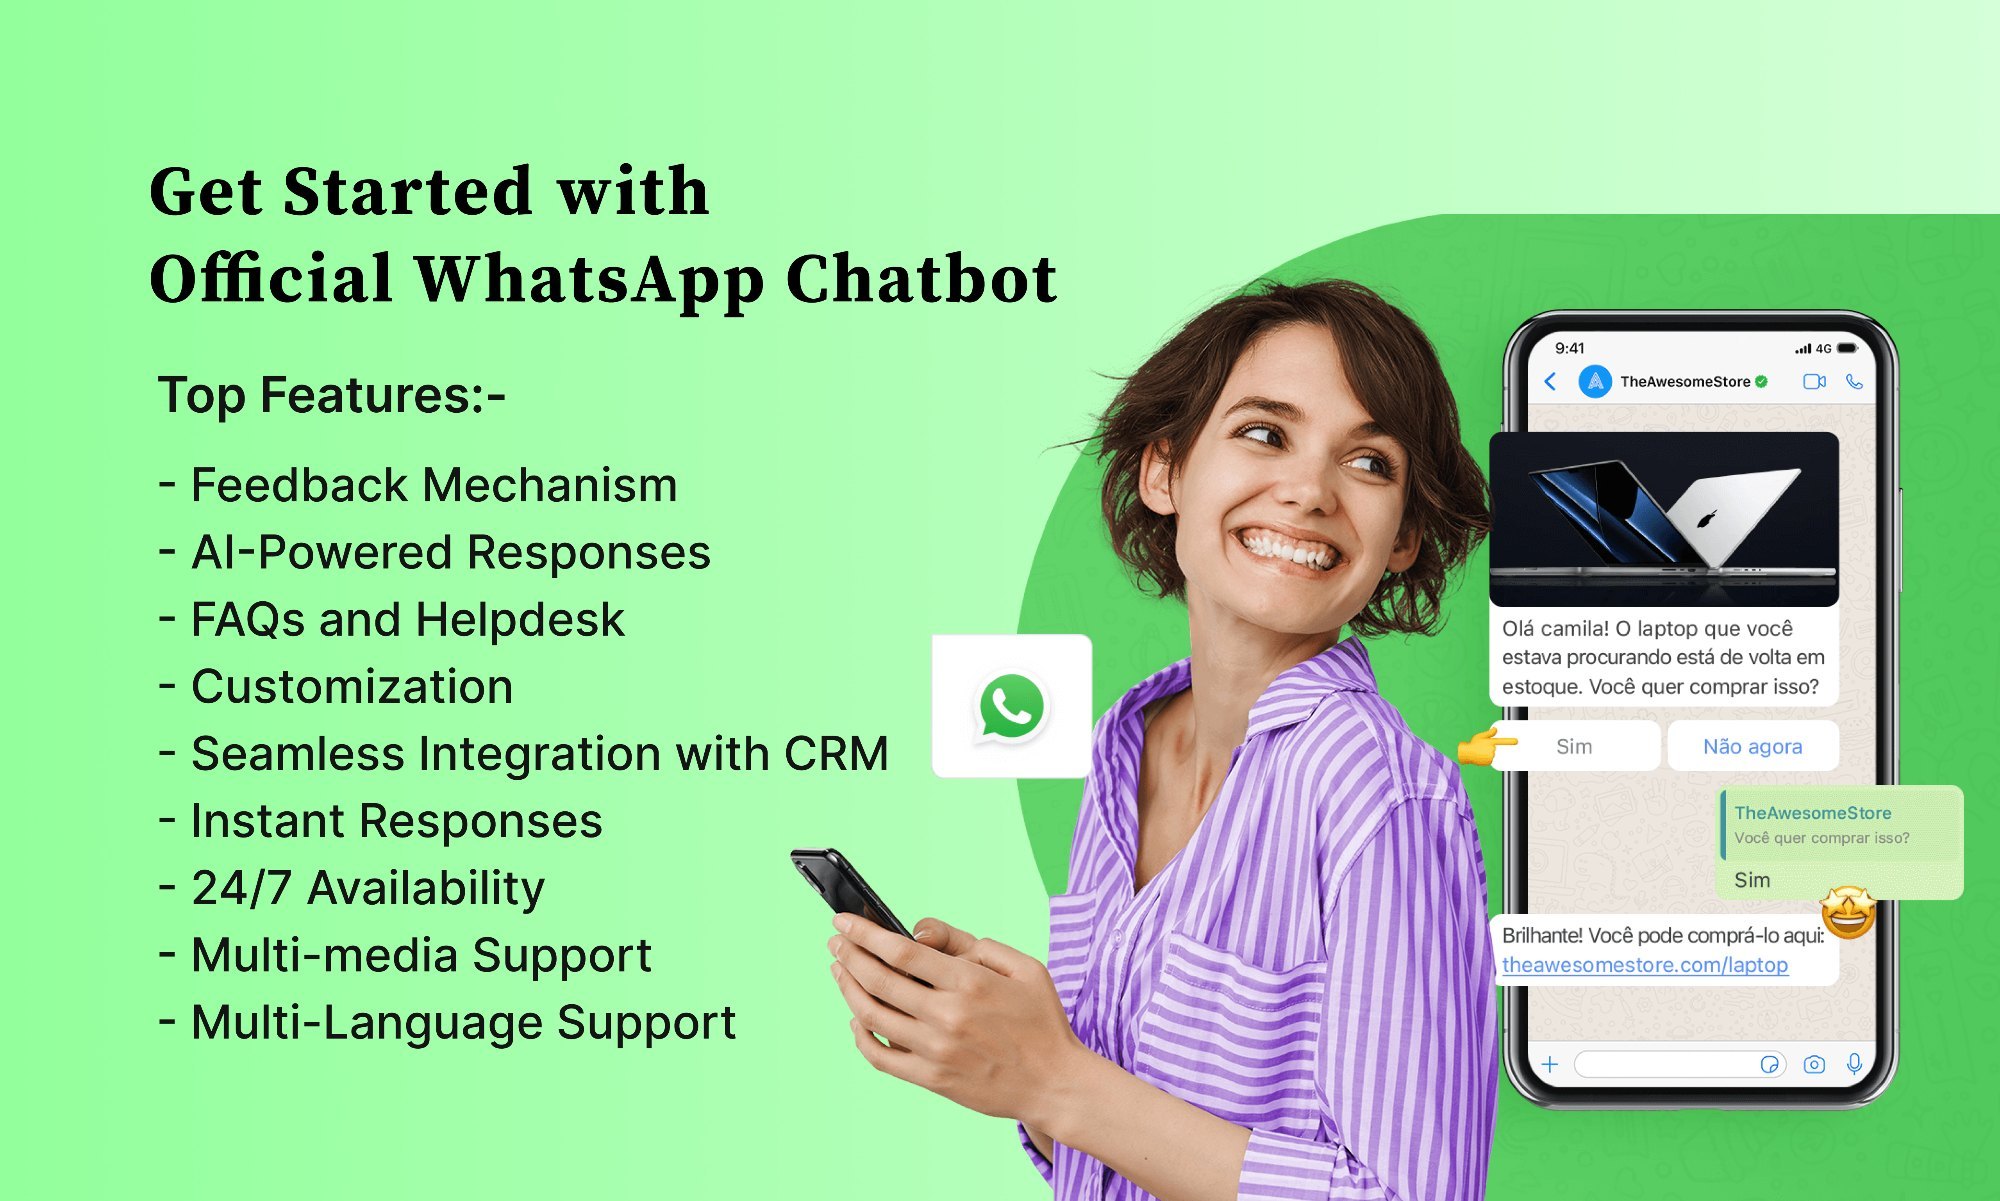 Get Started with
Official WhatsApp Chatbot
Top Features:-
- Feedback Mechanism
- AI-Powered Responses
- FAQs and Helpdesk
- Customization
- Seamless Integration with CRM
- Instant Responses
- 24/7 Availability
- Multi-media Support
- Multi-Language Support
9:41
4G
TheAwesomeStore
Olá camila! O laptop que você
estava procurando está de volta em
estoque. Você quer comprar isso?
Sim
Não agora
TheAwesomeStore
Você quer comprar isso?
Sim
Brilhante! Você pode comprá-lo aqui:
theawesomestore.com/laptop